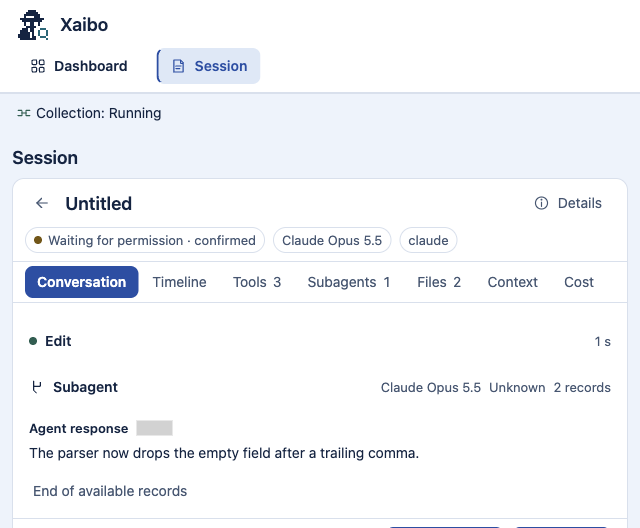 Xaibo
Dashboard Session
Collection: Running
Session
Untitled Details
Waiting for permission · confirmed Claude Opus 5.5 claude
Conversation Timeline Tools 3 Subagents 1 Files 2 Context Cost
Edit 1 s
Subagent Claude Opus 5.5 Unknown 2 records
Agent response
The parser now drops the empty field after a trailing comma.
End of available records